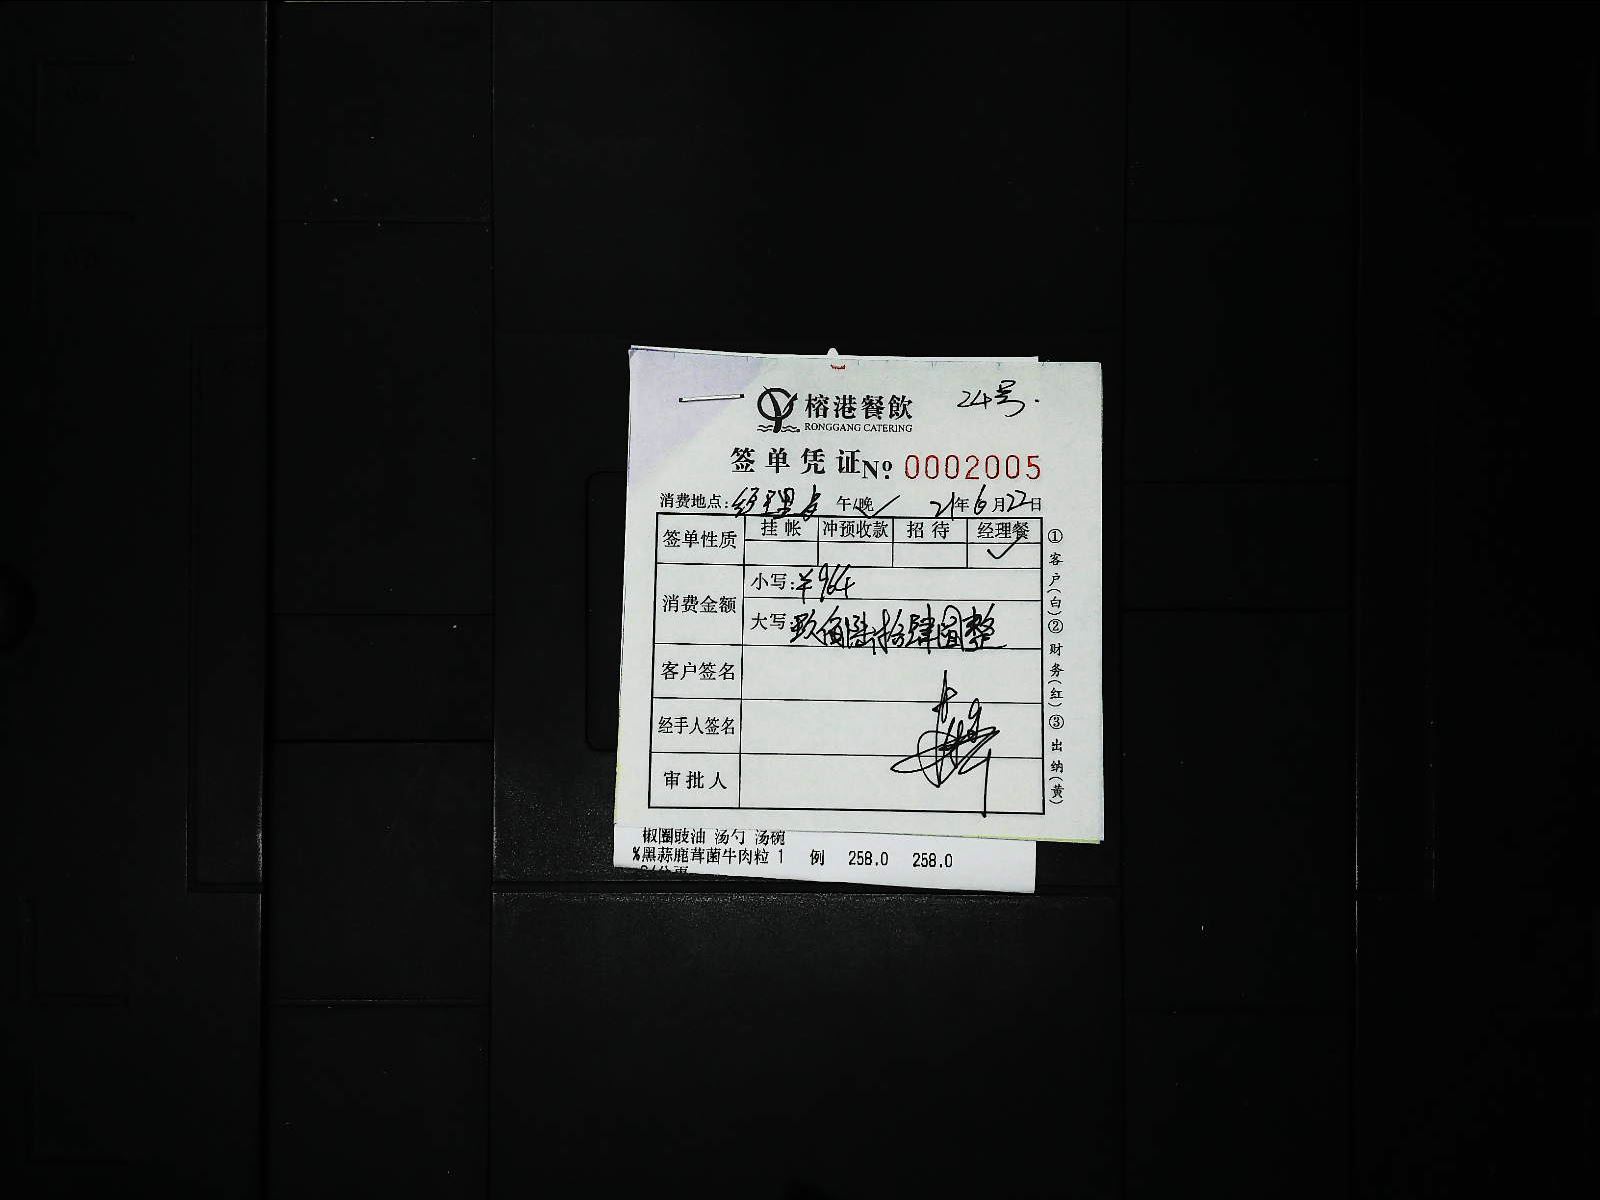 24号.
榕港餐飲
RONGGANG CATERING
签单凭证 № 0002005
消费地点: 经理 午/晚 ✓ 21年6月22日
签单性质 挂帐 冲预收款 招待 经理餐 ✓
消费金额 小写: ¥964
大写 玖佰陆拾肆圆整
客户签名
经手人签名
审批人
①客户(白)②财务(红)③出纳(黄)
椒圈豉油 汤勺 汤碗
%黑蒜鹿茸菌牛肉粒 1 例 258.0 258.0